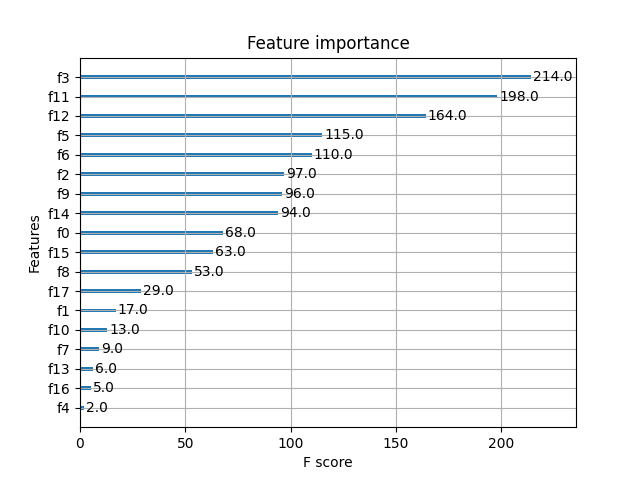 Feature importance
f3 214.0
f11 198.0
f12 164.0
f5 115.0
f6 110.0
f2 97.0
f9 96.0
f14 94.0
f0 68.0
f15 63.0
f8 53.0
f17 29.0
f1 17.0
f10 13.0
f7 9.0
f13 6.0
f16 5.0
f4 2.0
Features
0 50 100 150 200
F score